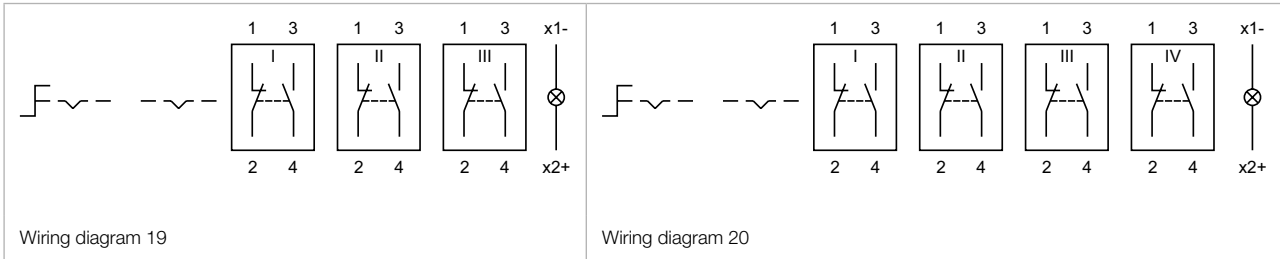 1 3 1 3 1 3 x1-
I II III
2 4 2 4 2 4 x2+
Wiring diagram 19
1 3 1 3 1 3 1 3 x1-
I II III IV
2 4 2 4 2 4 2 4 x2+
Wiring diagram 20